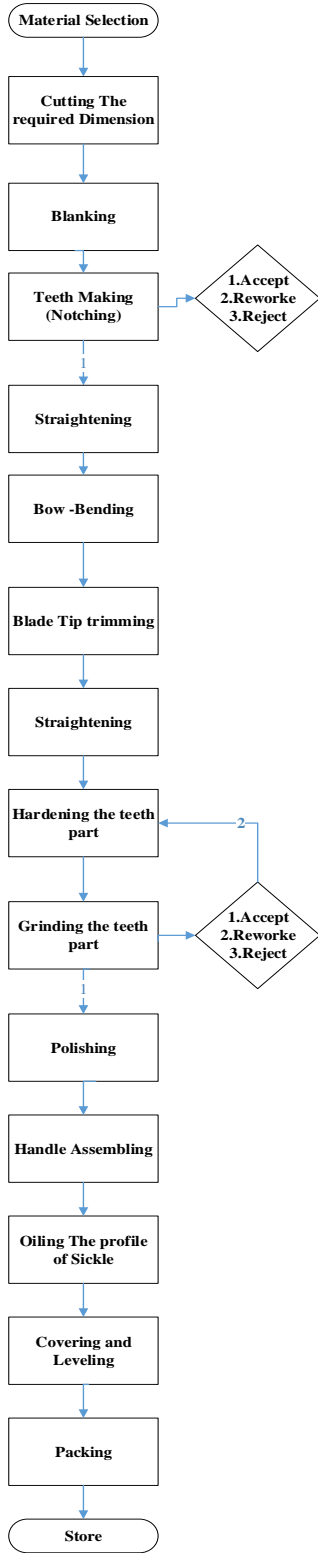 Material Selection
Cutting The
required Dimension
Blanking
Teeth Making
(Notching)
1.Accept
2.Reworke
3.Reject
1
Straightening
Bow -Bending
Blade Tip trimming
Straightening
Hardening the teeth
part
2
Grinding the teeth
part
1.Accept
2.Reworke
3.Reject
1
Polishing
Handle Assembling
Oiling The profile
of Sickle
Covering and
Leveling
Packing
Store